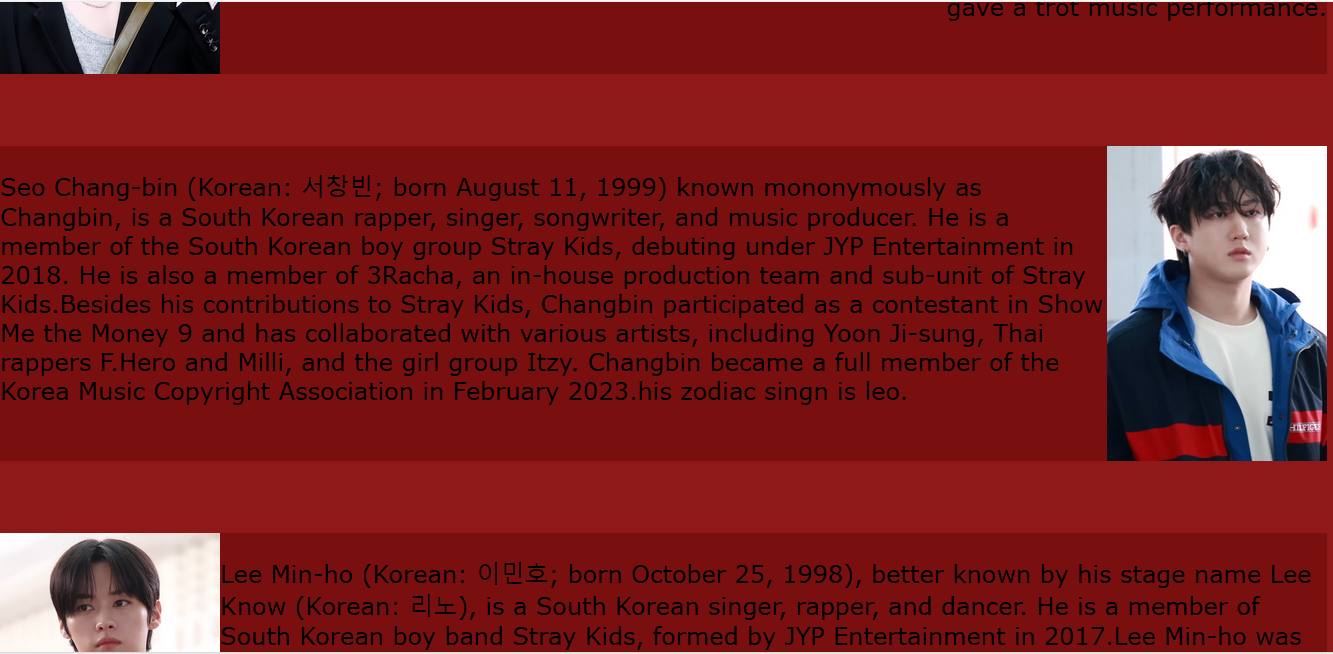 gave a trot music performance.
Seo Chang-bin (Korean: 서창빈; born August 11, 1999) known mononymously as
Changbin, is a South Korean rapper, singer, songwriter, and music producer. He is a
member of the South Korean boy group Stray Kids, debuting under JYP Entertainment in
2018. He is also a member of 3Racha, an in-house production team and sub-unit of Stray
Kids.Besides his contributions to Stray Kids, Changbin participated as a contestant in Show
Me the Money 9 and has collaborated with various artists, including Yoon Ji-sung, Thai
rappers F.Hero and Milli, and the girl group Itzy. Changbin became a full member of the
Korea Music Copyright Association in February 2023.his zodiac singn is leo.
Lee Min-ho (Korean: 이민호; born October 25, 1998), better known by his stage name Lee
Know (Korean: 리노), is a South Korean singer, rapper, and dancer. He is a member of
South Korean boy band Stray Kids, formed by JYP Entertainment in 2017.Lee Min-ho was